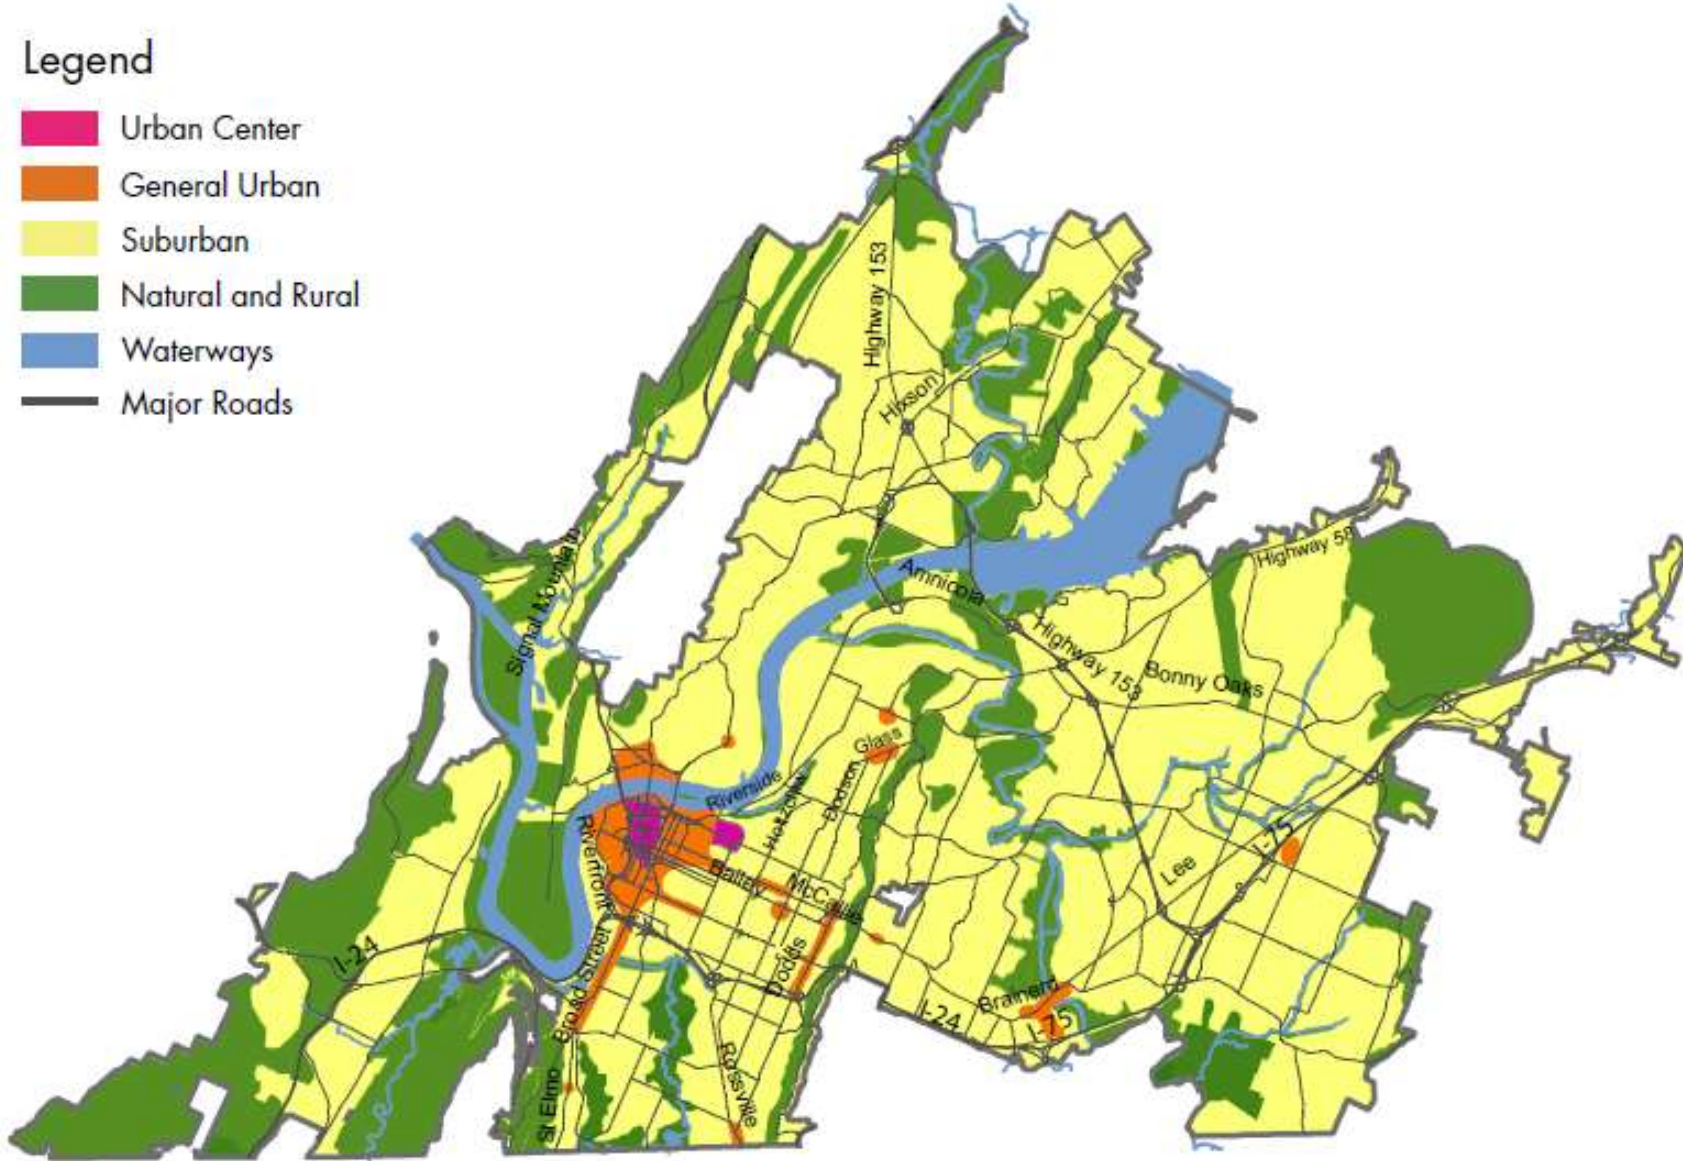 Legend
Urban Center
General Urban
Suburban
Natural and Rural
Waterways
Major Roads
Highway 153
Hixson
Signal Mountain
Amnicola
Highway 58
Highway 153
Bonny Oaks
Glass
Riverside
Holtzclaw
Dodson
Riverfront
Bailey
McCallie
Lee
I-75
I-24
Broad Street
Dodds
Brainerd
I-24
I-75
Rossville
St Elmo